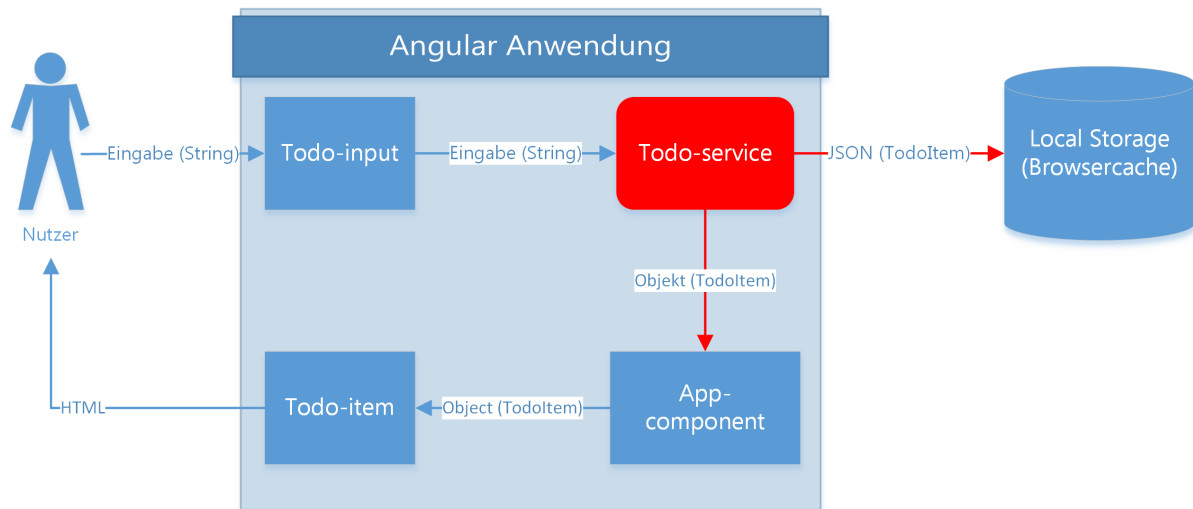 Angular Anwendung
Eingabe (String)
Todo-input
Eingabe (String)
Todo-service
JSON (TodoItem)
Local Storage
(Browsercache)
Nutzer
Objekt (TodoItem)
HTML
Todo-item
Object (TodoItem)
App-
component